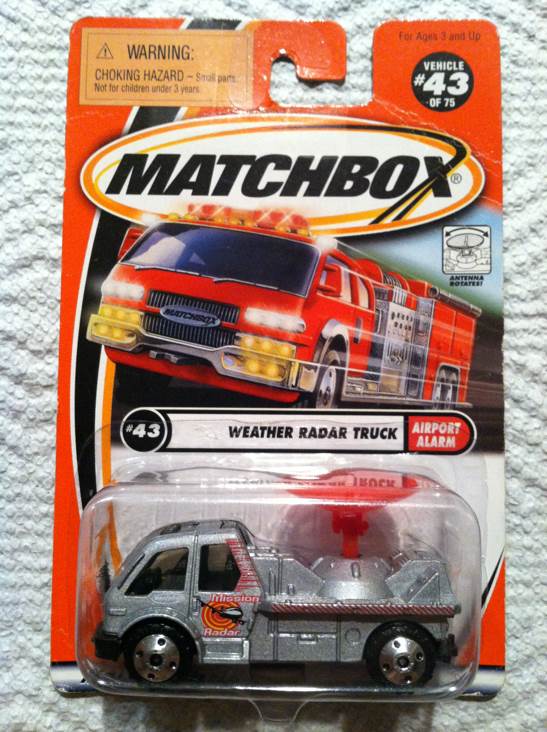 WARNING:
CHOKING HAZARD – Small parts.
Not for children under 3 years.
For Ages 3 and Up
VEHICLE
#43
OF 75
MATCHBOX®
ANTENNA
ROTATES!
MATCHBOX
#43
WEATHER RADAR TRUCK
AIRPORT
ALARM
Mission
Radar